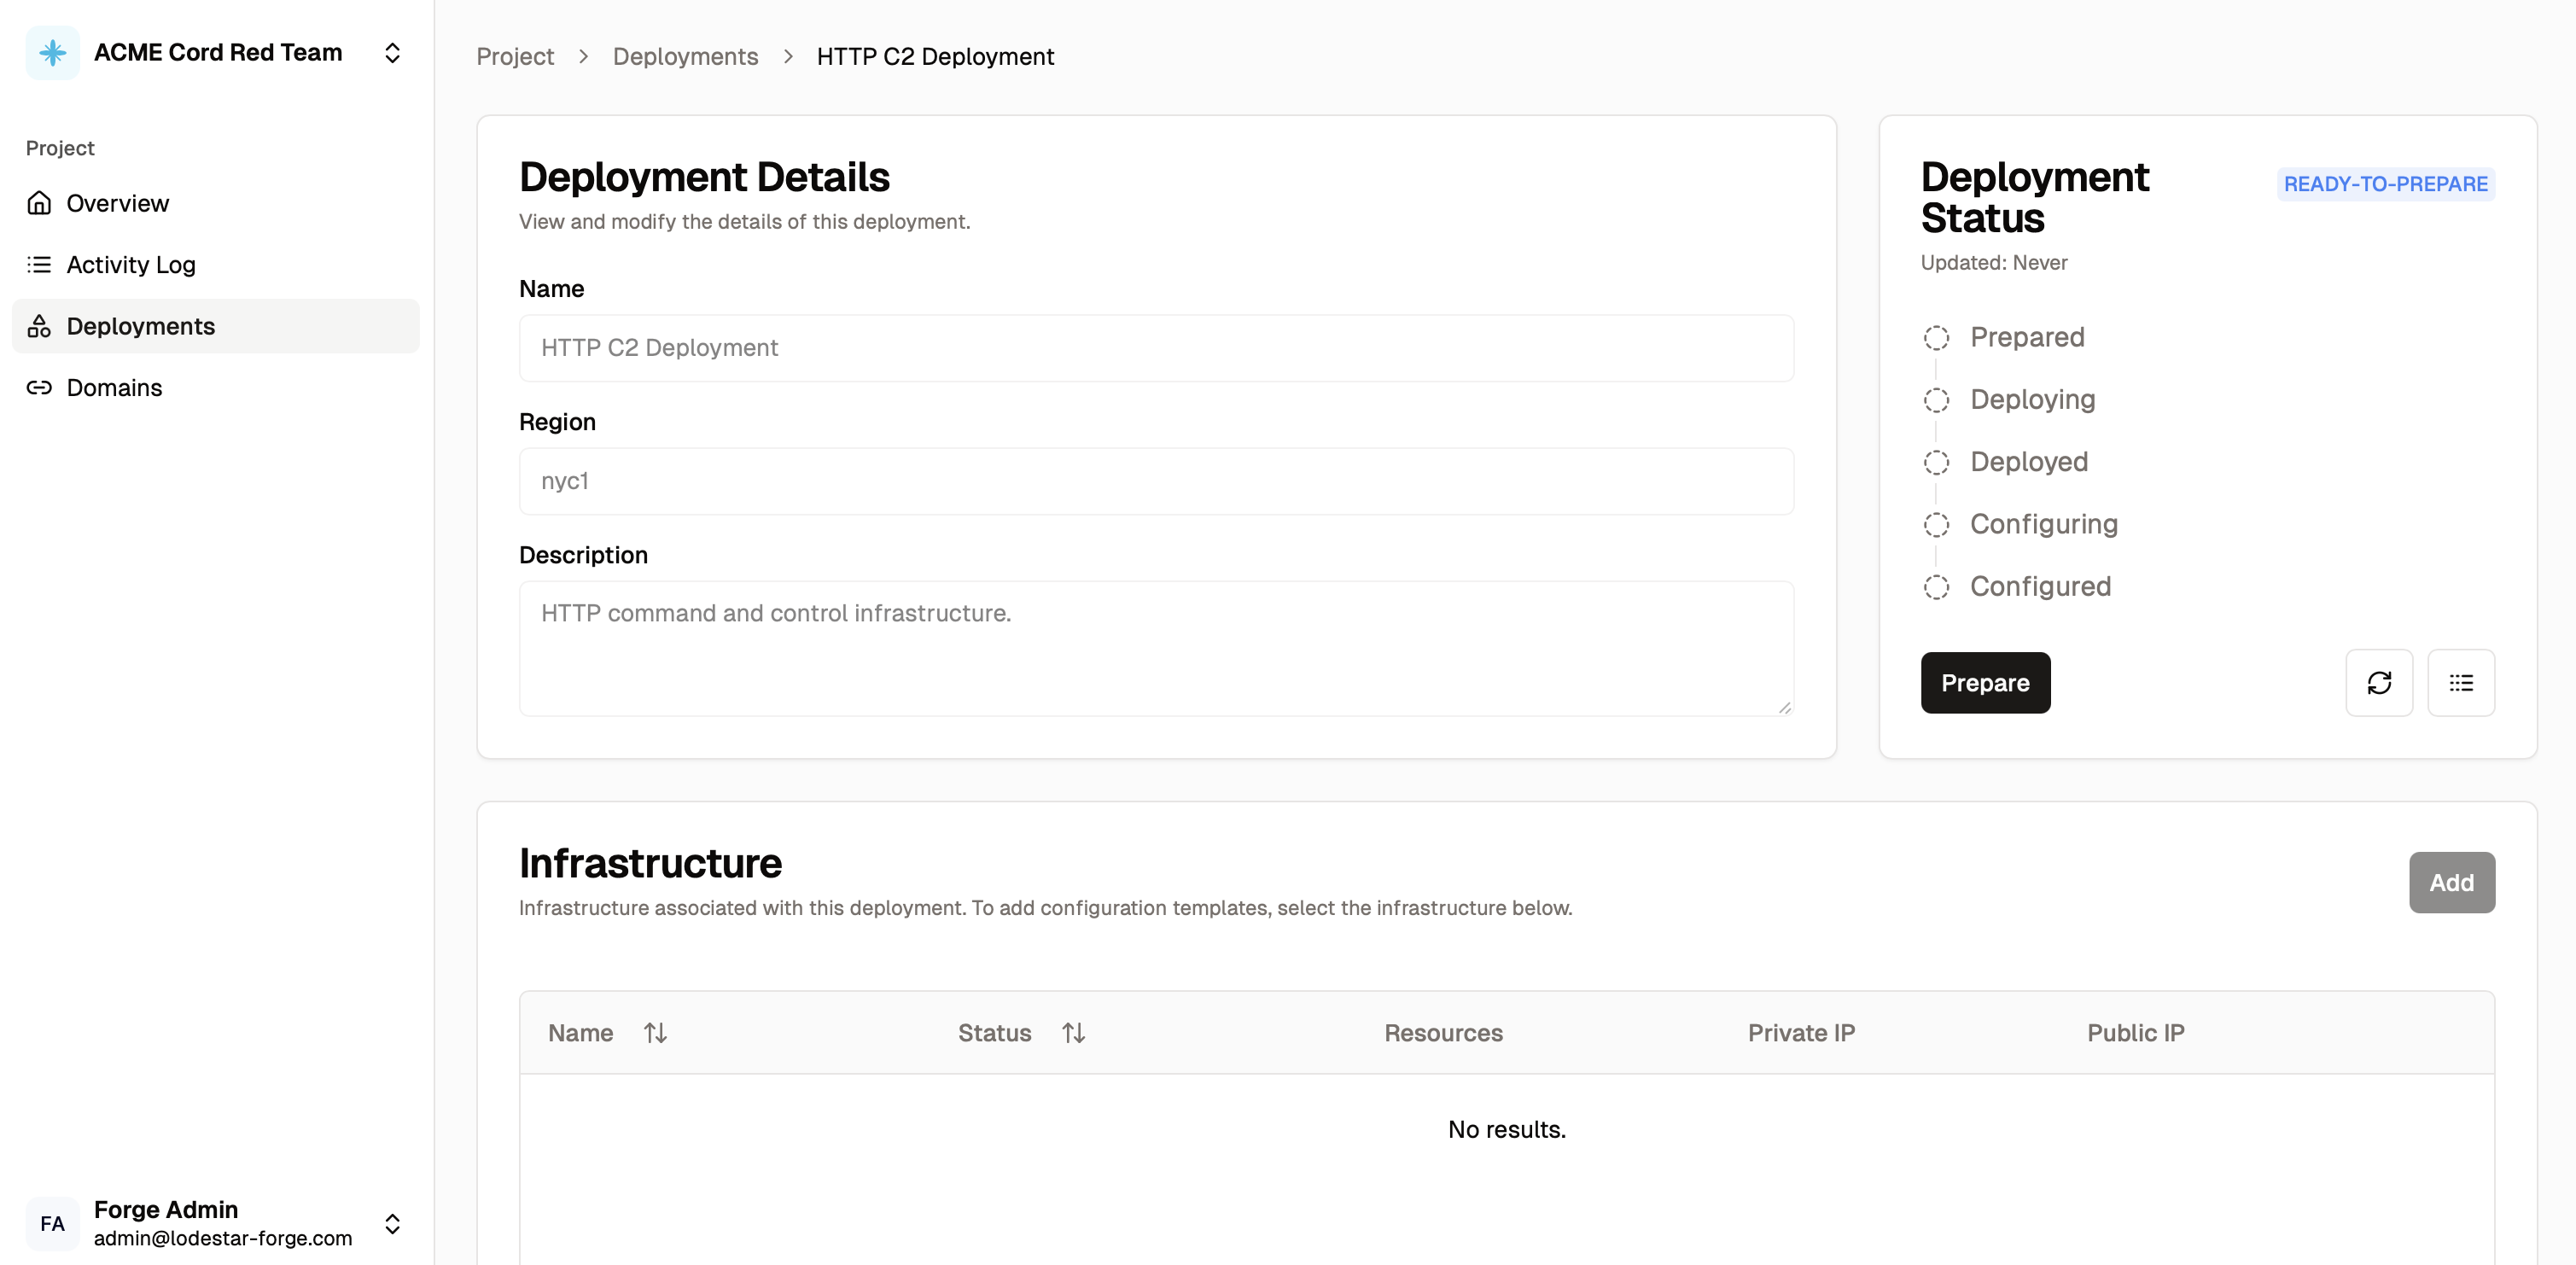 ACME Cord Red Team
Project
Overview
Activity Log
Deployments
Domains
FA
Forge Admin
admin@lodestar-forge.com
Project > Deployments > HTTP C2 Deployment
Deployment Details
View and modify the details of this deployment.
Name
HTTP C2 Deployment
Region
nyc1
Description
HTTP command and control infrastructure.
Deployment
Status
READY-TO-PREPARE
Updated: Never
Prepared
Deploying
Deployed
Configuring
Configured
Prepare
Infrastructure
Infrastructure associated with this deployment. To add configuration templates, select the infrastructure below.
Add
Name Status Resources Private IP Public IP
No results.